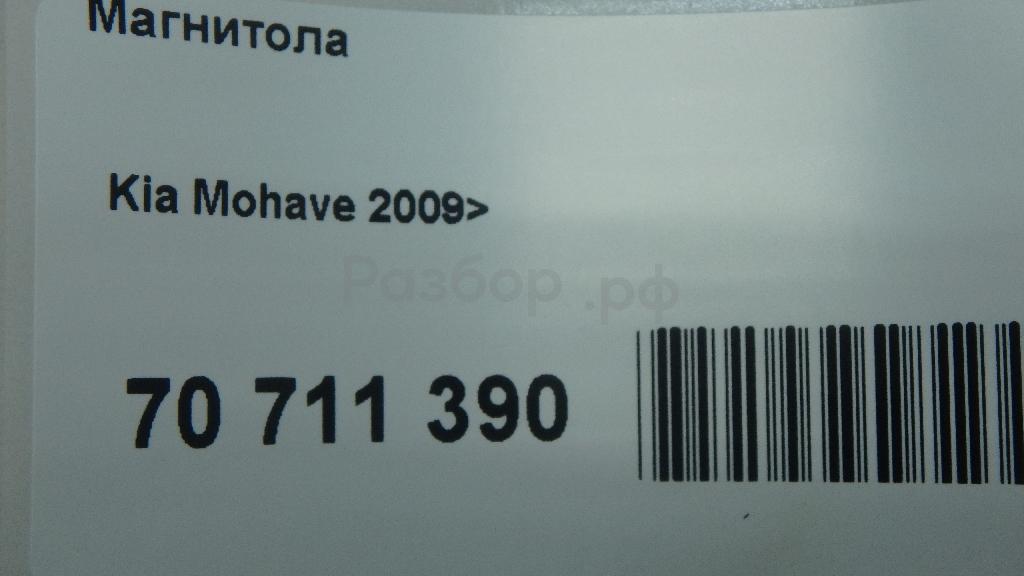 Магнитола
Kia Mohave 2009>
Разбор.рф
70 711 390